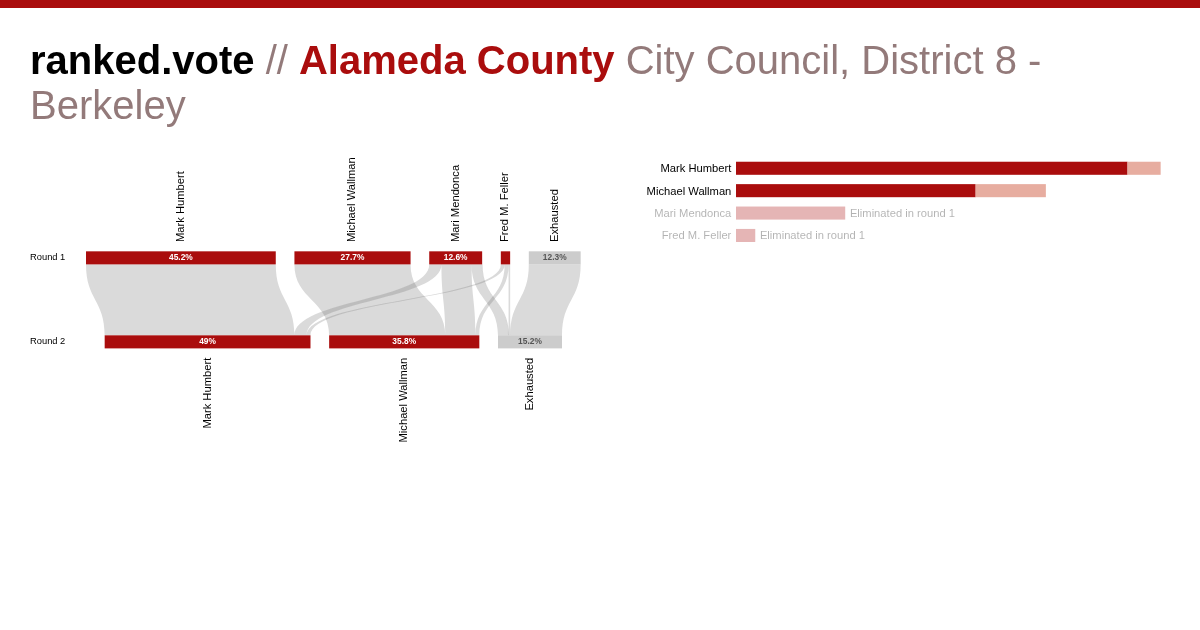 ranked.vote // Alameda County City Council, District 8 -
Berkeley
Mark Humbert
Michael Wallman
Mari Mendonca
Fred M. Feller
Exhausted
Round 1
45.2%
27.7%
12.6%
12.3%
Round 2
49%
35.8%
15.2%
Mark Humbert
Michael Wallman
Exhausted
Mark Humbert
Michael Wallman
Mari Mendonca Eliminated in round 1
Fred M. Feller Eliminated in round 1